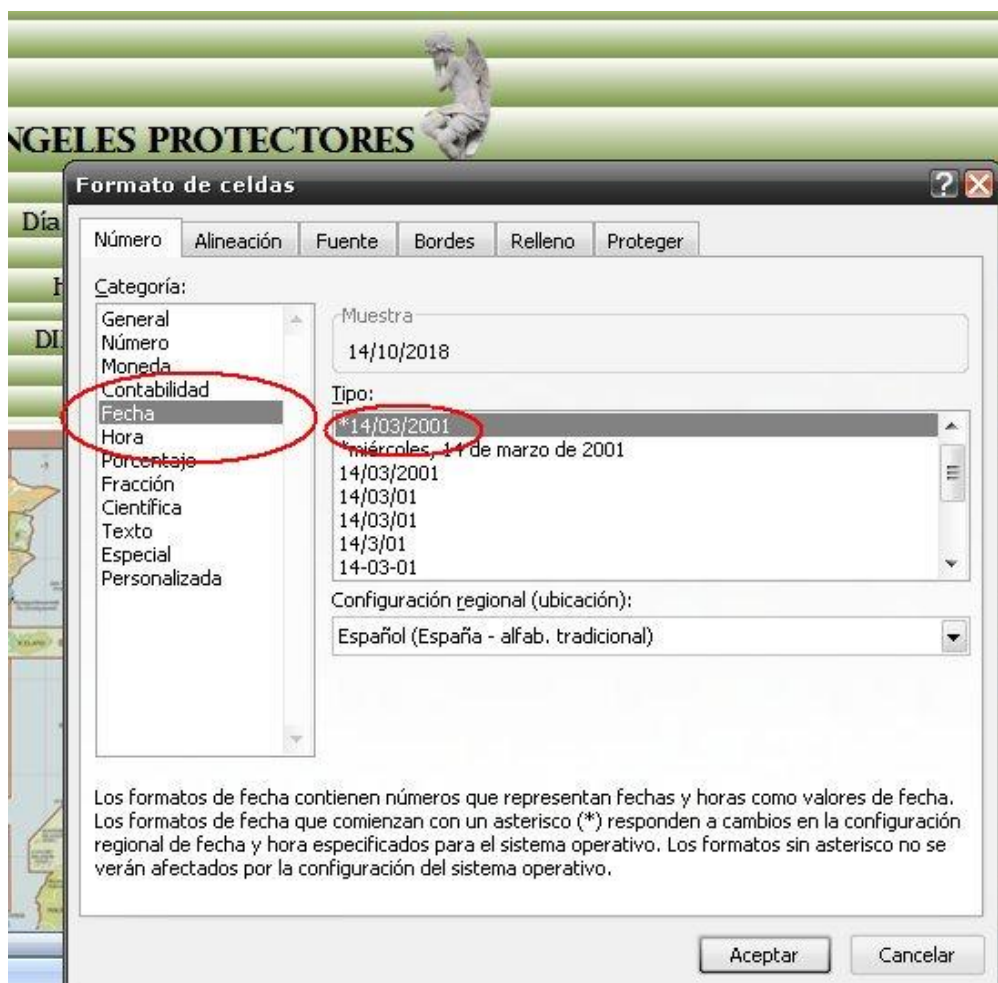 NGELES PROTECTORES
Formato de celdas
Día
Número Alineación Fuente Bordes Relleno Proteger
Categoría:
General
Número
Moneda
Contabilidad
Fecha
Hora
Porcentaje
Fracción
Científica
Texto
Especial
Personalizada
Muestra
14/10/2018
Tipo:
*14/03/2001
*miércoles, 14 de marzo de 2001
14/03/2001
14/03/01
14/03/01
14/3/01
14-03-01
Configuración regional (ubicación):
Español (España - alfab. tradicional)
Los formatos de fecha contienen números que representan fechas y horas como valores de fecha.
Los formatos de fecha que comienzan con un asterisco (*) responden a cambios en la configuración
regional de fecha y hora especificados para el sistema operativo. Los formatos sin asterisco no se
verán afectados por la configuración del sistema operativo.
Aceptar Cancelar